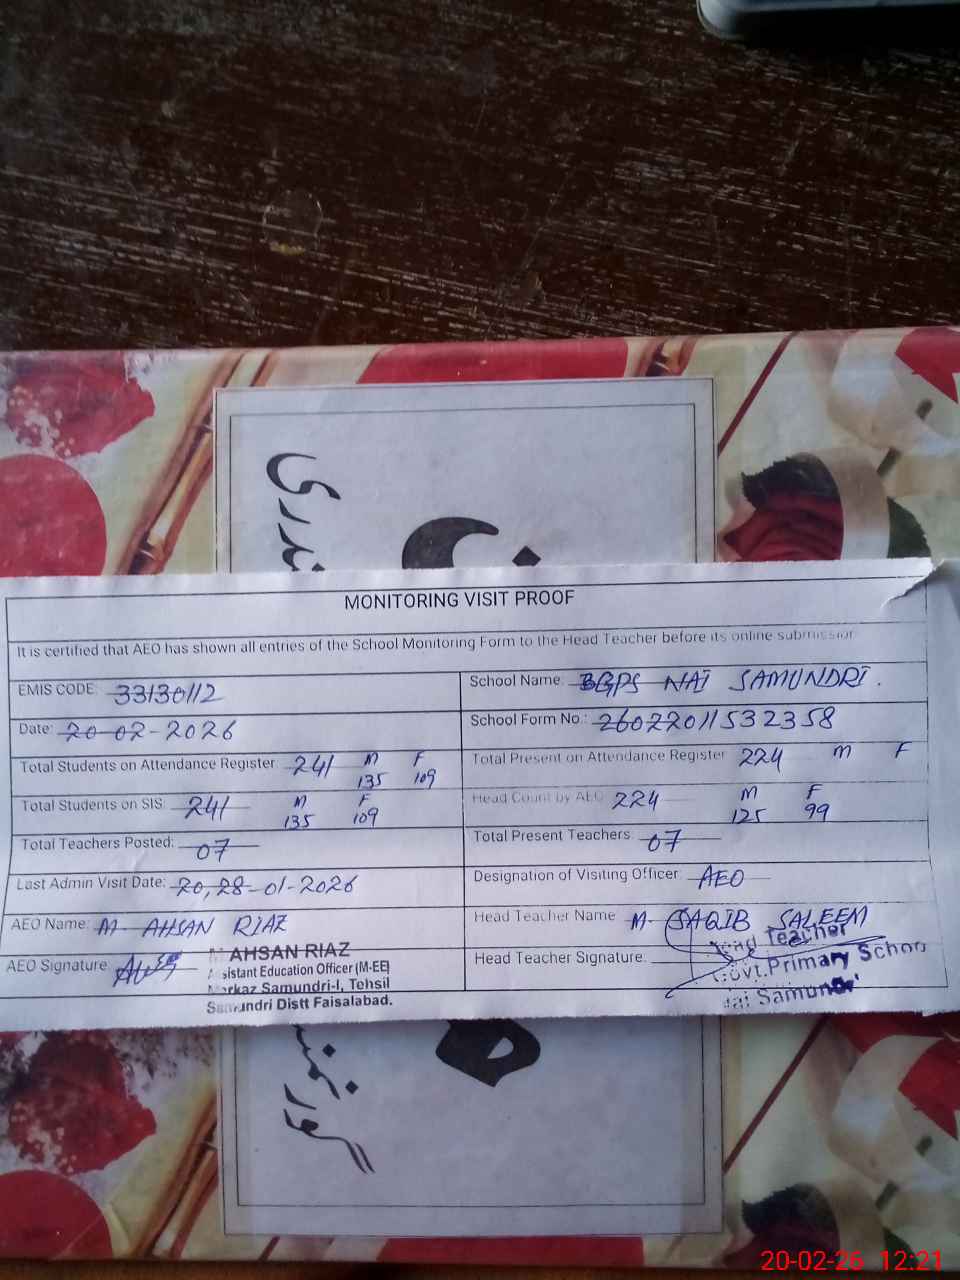 ندری
MONITORING VISIT PROOF
It is certified that AEO has shown all entries of the School Monitoring Form to the Head Teacher before its online submission
EMIS CODE: 33130112
School Name: GPS NAI SAMUNDRI.
Date: 20-02-2026
School Form No.: 26022011532358
Total Students on Attendance Register 241 M F
135 109
Total Present on Attendance Register 224 M F
Total Students on SIS: 241 M F
135 109
Head Count by AEO 224 M F
125 99
Total Teachers Posted: 07
Total Present Teachers: 07
Last Admin Visit Date: 20,28-01-2026
Designation of Visiting Officer: AEO
AEO Name: M AHSAN RIAZ
Head Teacher Name M. SAQIB SALEEM
AEO Signature
M AHSAN RIAZ
Assistant Education Officer (M-EE)
Markaz Samundri-I, Tehsil
Samundri Distt Faisalabad.
Head Teacher Signature:
Head Teacher
Govt.Primary School
Nai Samundri
گورنمنٹ
20-02-26 12:21